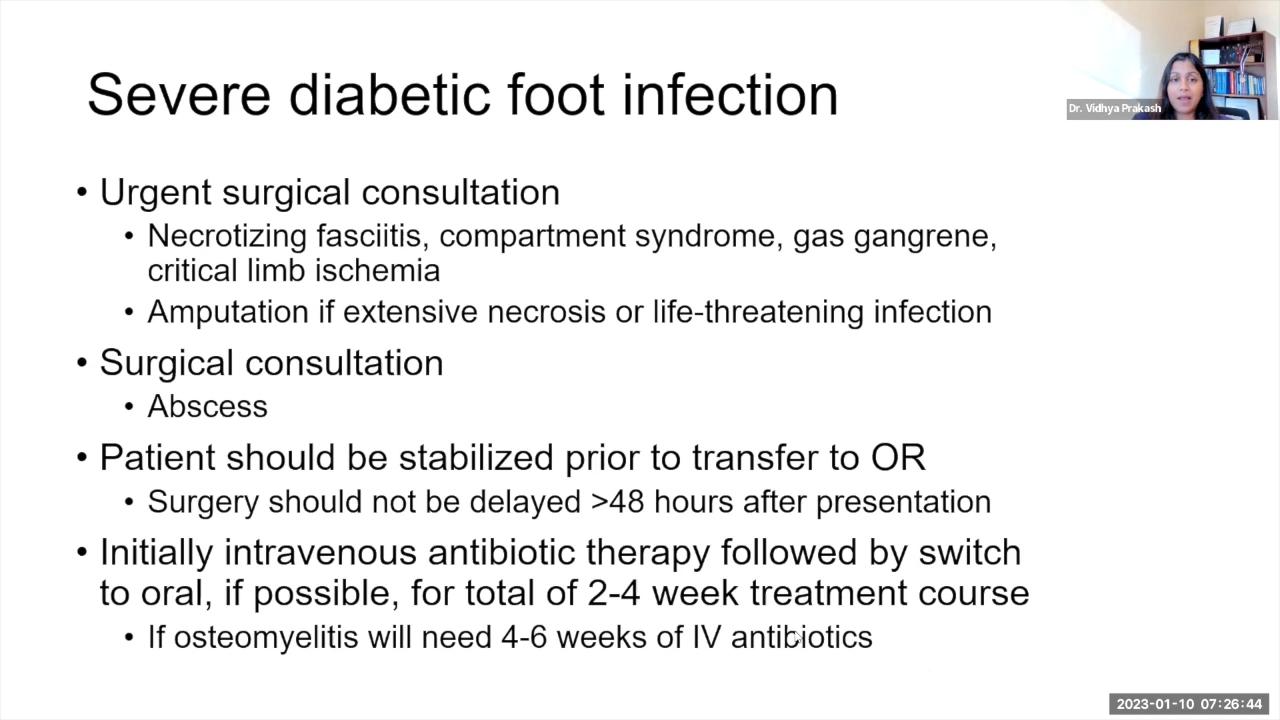 Severe diabetic foot infection
Dr. Vidhya Prakash
• Urgent surgical consultation
• Necrotizing fasciitis, compartment syndrome, gas gangrene,
critical limb ischemia
• Amputation if extensive necrosis or life-threatening infection
• Surgical consultation
• Abscess
• Patient should be stabilized prior to transfer to OR
• Surgery should not be delayed >48 hours after presentation
• Initially intravenous antibiotic therapy followed by switch
to oral, if possible, for total of 2-4 week treatment course
• If osteomyelitis will need 4-6 weeks of IV antibiotics
2023-01-10 07:26:44